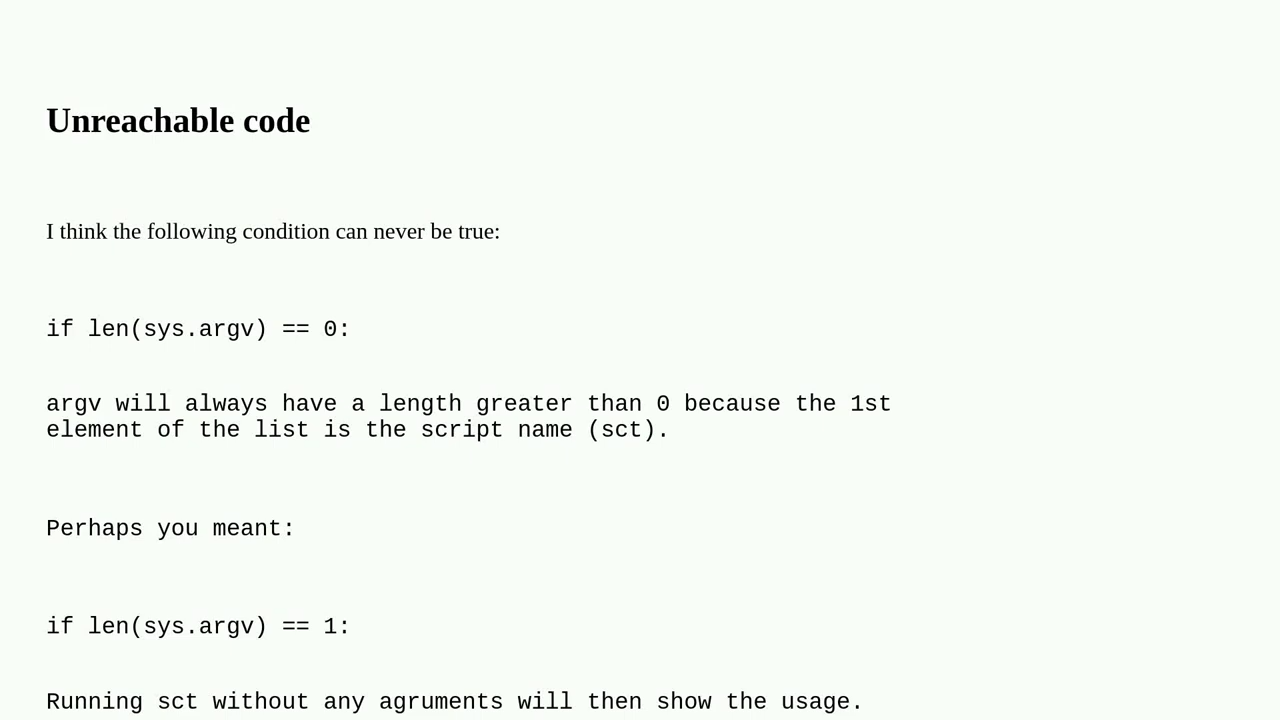 Unreachable code
I think the following condition can never be true:
if len(sys.argv) == 0:
argv will always have a length greater than 0 because the 1st
element of the list is the script name (sct).
Perhaps you meant:
if len(sys.argv) == 1:
Running sct without any agruments will then show the usage.